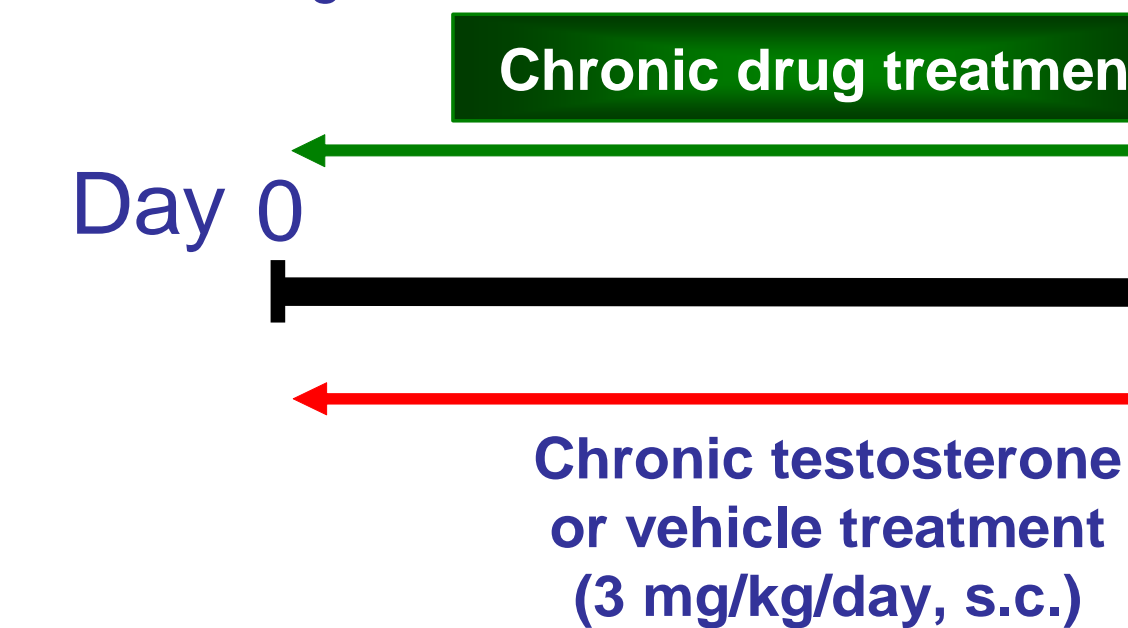 Chronic drug treatmen
Day 0
Chronic testosterone
or vehicle treatment
(3 mg/kg/day, s.c.)